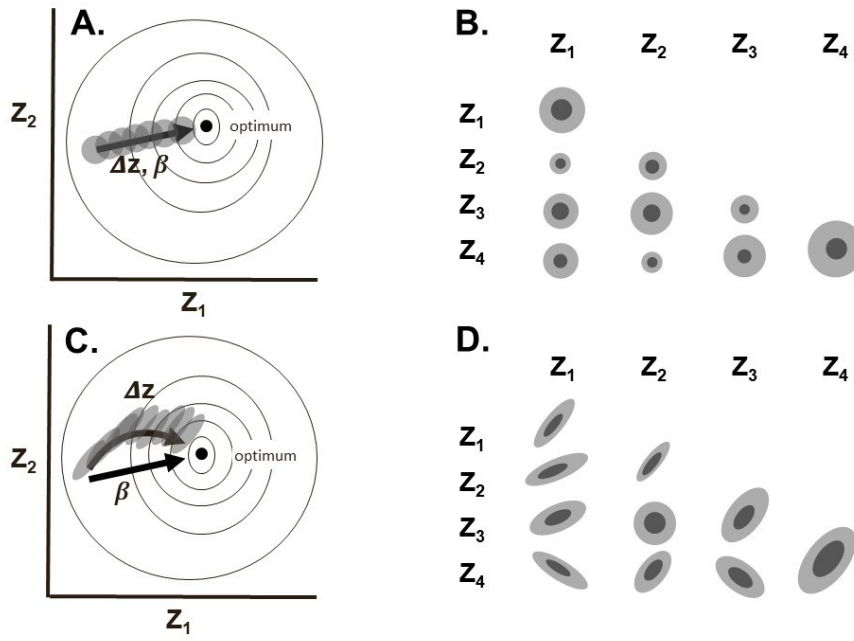 A.
Z₂
optimum
Δz, β
Z₁
B.
Z₁ Z₂ Z₃ Z₄
Z₁
Z₂
Z₃
Z₄
C.
Δz
Z₂
optimum
β
Z₁
D.
Z₁ Z₂ Z₃ Z₄
Z₁
Z₂
Z₃
Z₄